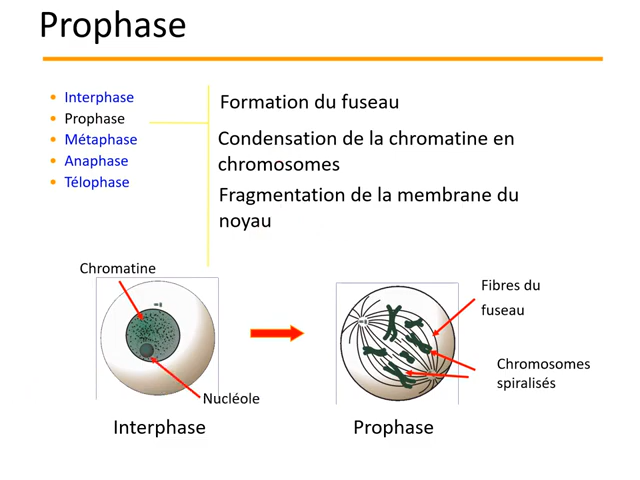 Prophase
• Interphase
• Prophase
• Métaphase
• Anaphase
• Télophase
Formation du fuseau
Condensation de la chromatine en
chromosomes
Fragmentation de la membrane du
noyau
Chromatine
Nucléole
Interphase
Fibres du
fuseau
Chromosomes
spiralisés
Prophase